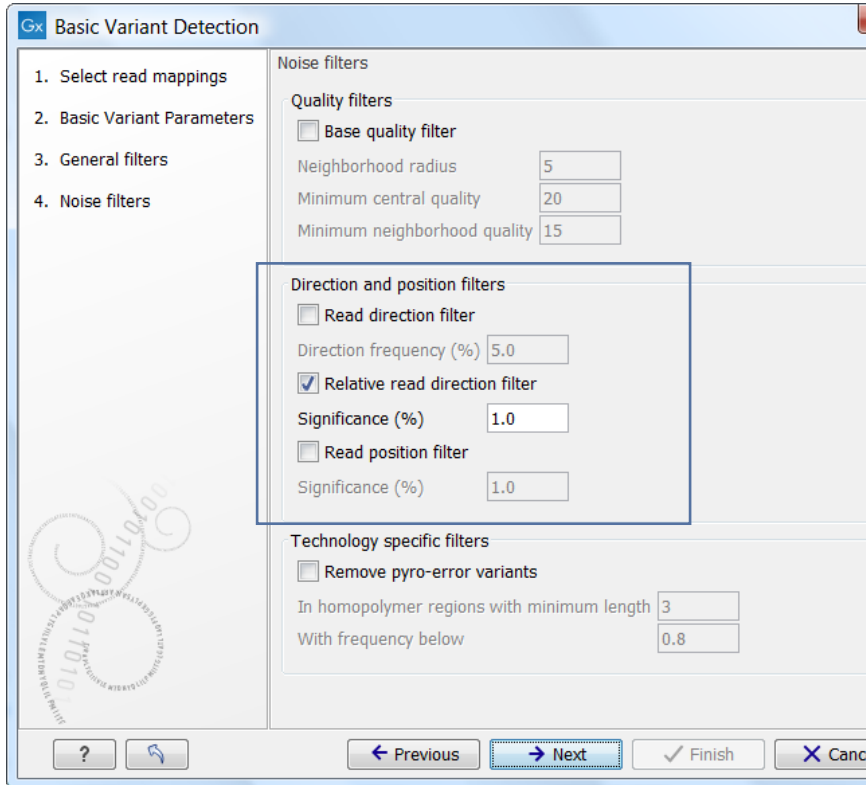 Gx Basic Variant Detection
1. Select read mappings
2. Basic Variant Parameters
3. General filters
4. Noise filters
Noise filters
Quality filters
Base quality filter
Neighborhood radius 5
Minimum central quality 20
Minimum neighborhood quality 15
Direction and position filters
Read direction filter
Direction frequency (%) 5.0
Relative read direction filter
Significance (%) 1.0
Read position filter
Significance (%) 1.0
Technology specific filters
Remove pyro-error variants
In homopolymer regions with minimum length 3
With frequency below 0.8
? Previous Next Finish Canc